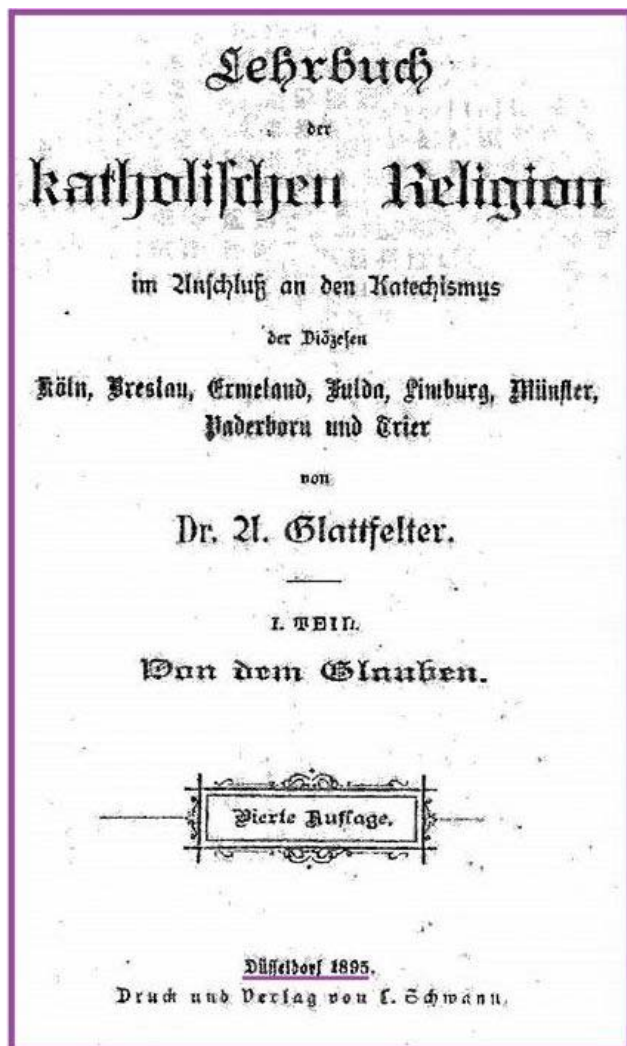 Lehrbuch
der
katholischen Religion
im Anschluß an den Katechismus
der Diözesen
Köln, Breslau, Ermeland, Fulda, Limburg, Münster,
Paderborn und Trier
von
Dr. A. Glattfelter.
I. TEIL.
Von dem Glauben.
Vierte Auflage.
Düsseldorf 1895.
Druck und Verlag von L. Schwann.